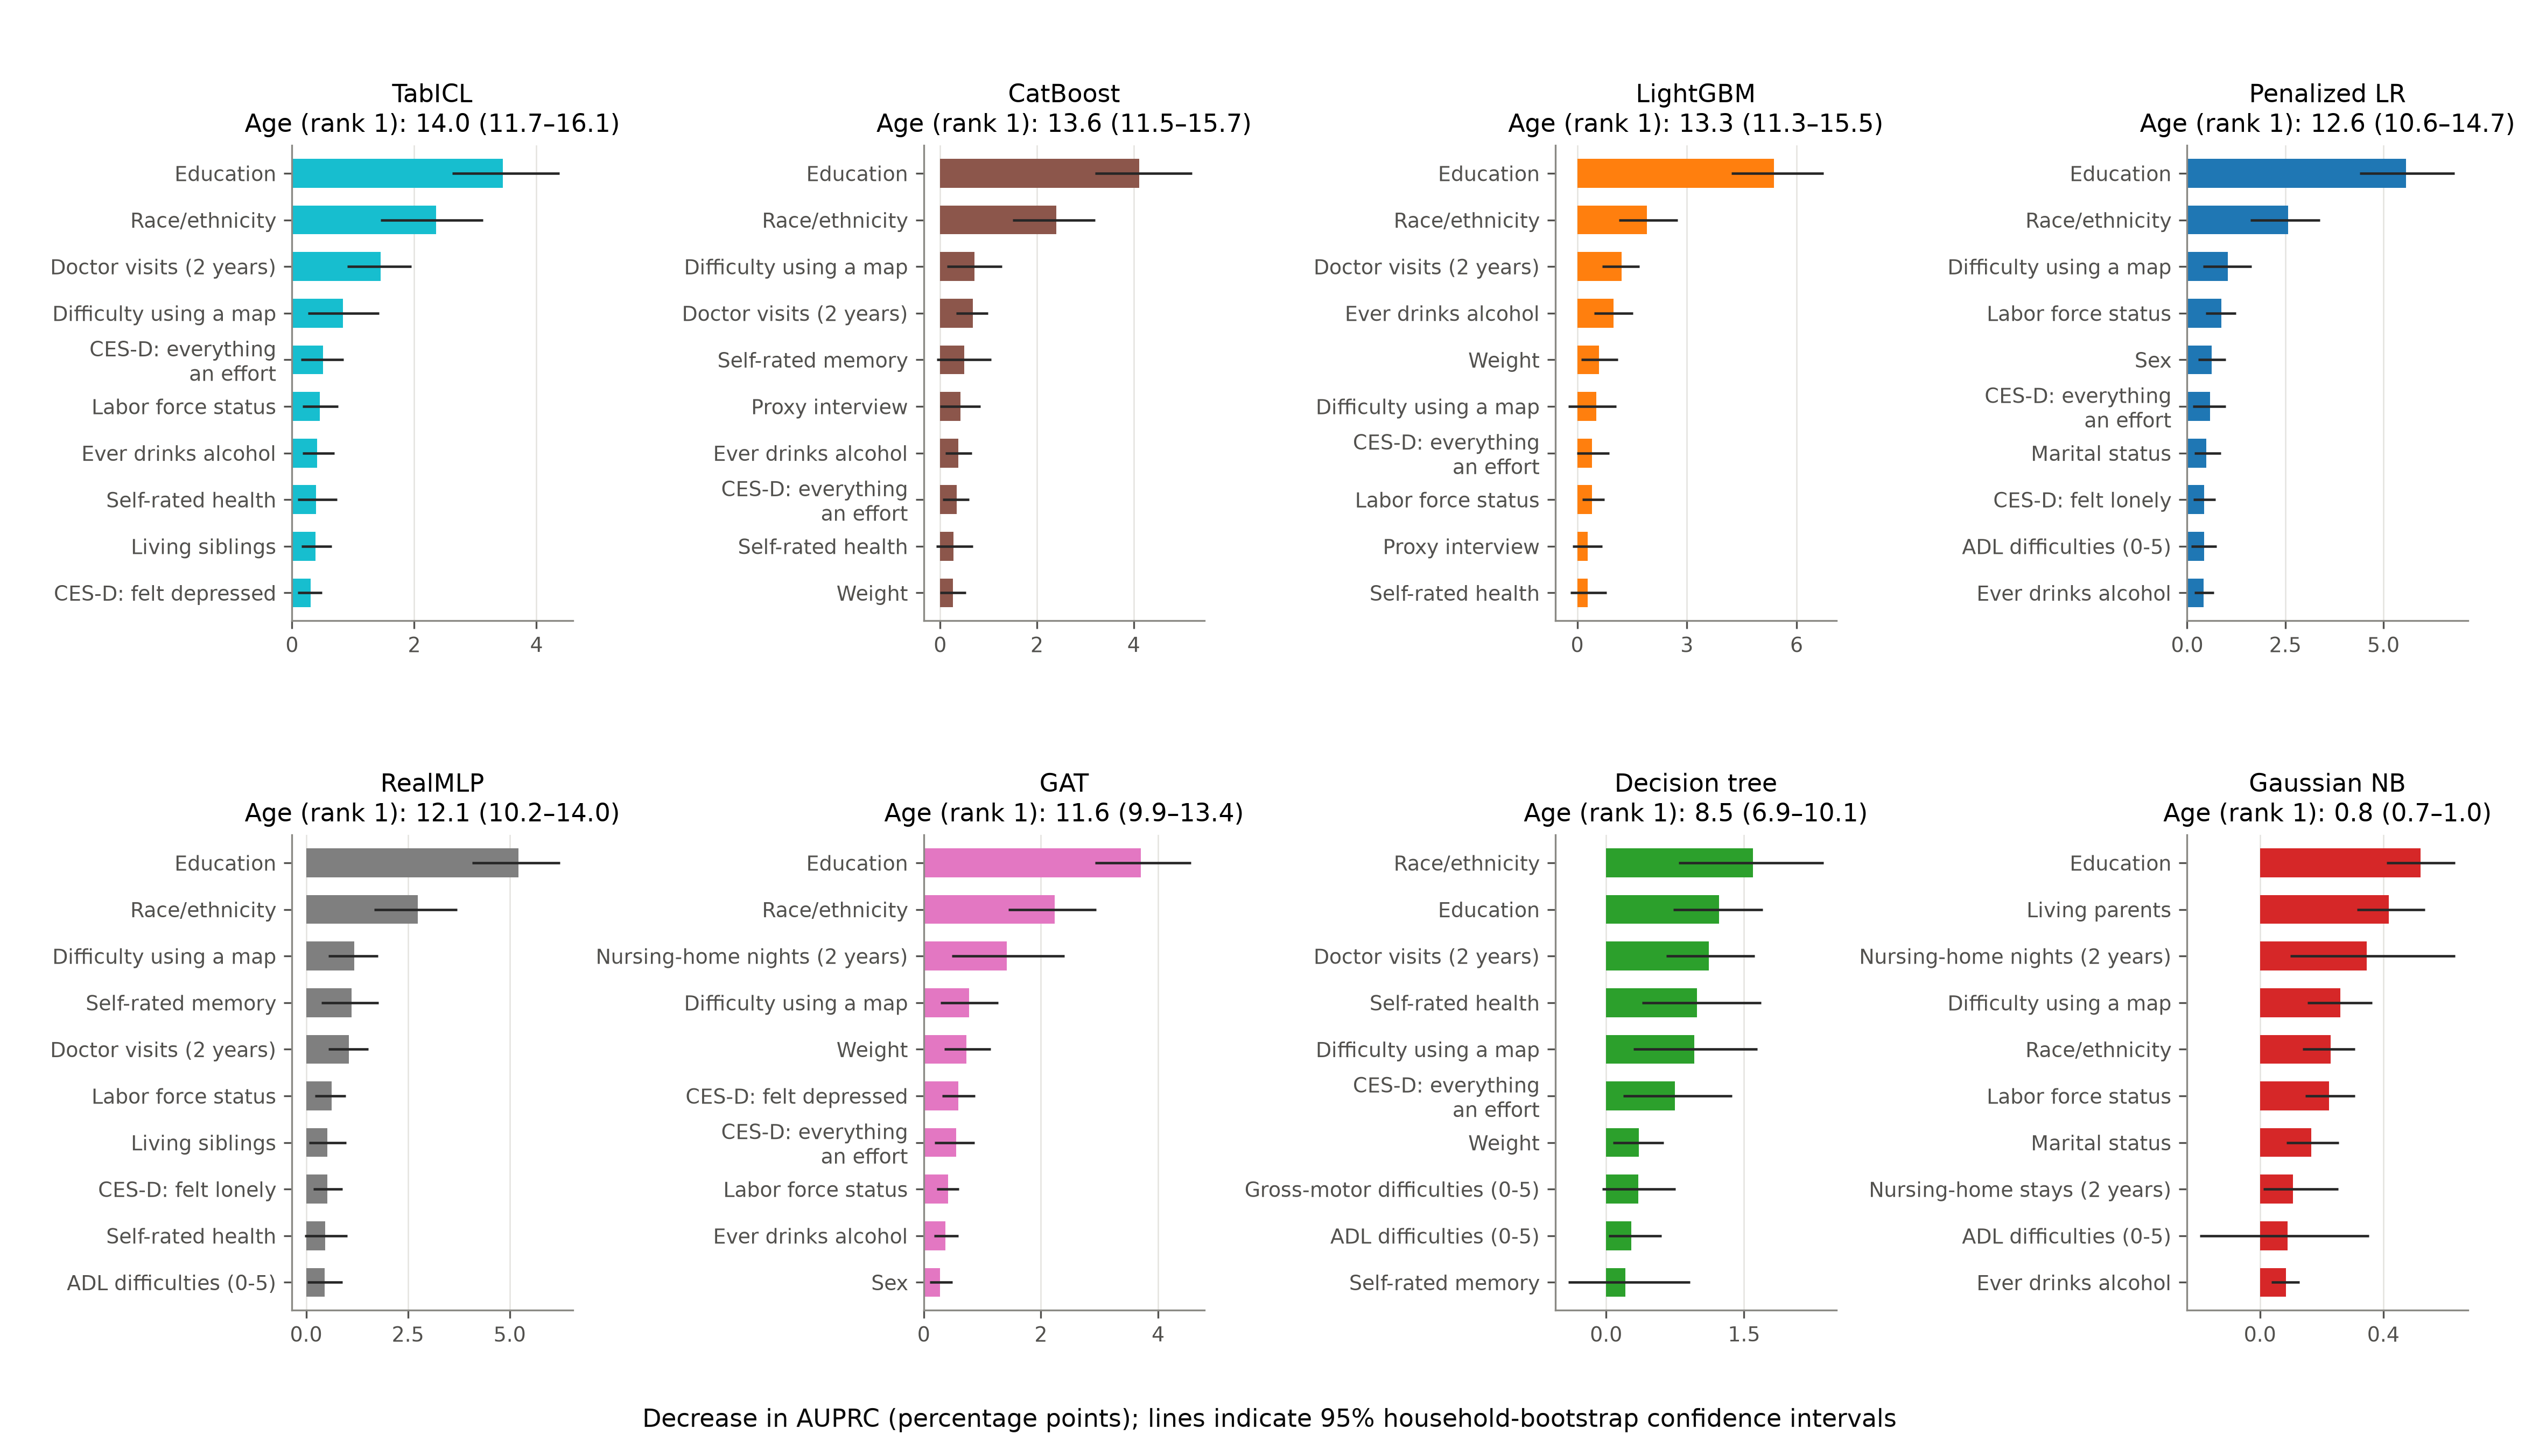 TabICL
Age (rank 1): 14.0 (11.7–16.1)
Education
Race/ethnicity
Doctor visits (2 years)
Difficulty using a map
CES-D: everything
an effort
Labor force status
Ever drinks alcohol
Self-rated health
Living siblings
CES-D: felt depressed
0 2 4
CatBoost
Age (rank 1): 13.6 (11.5–15.7)
Education
Race/ethnicity
Difficulty using a map
Doctor visits (2 years)
Self-rated memory
Proxy interview
Ever drinks alcohol
CES-D: everything
an effort
Self-rated health
Weight
0 2 4
LightGBM
Age (rank 1): 13.3 (11.3–15.5)
Education
Race/ethnicity
Doctor visits (2 years)
Ever drinks alcohol
Weight
Difficulty using a map
CES-D: everything
an effort
Labor force status
Proxy interview
Self-rated health
0 3 6
Penalized LR
Age (rank 1): 12.6 (10.6–14.7)
Education
Race/ethnicity
Difficulty using a map
Labor force status
Sex
CES-D: everything
an effort
Marital status
CES-D: felt lonely
ADL difficulties (0-5)
Ever drinks alcohol
0.0 2.5 5.0
RealMLP
Age (rank 1): 12.1 (10.2–14.0)
Education
Race/ethnicity
Difficulty using a map
Self-rated memory
Doctor visits (2 years)
Labor force status
Living siblings
CES-D: felt lonely
Self-rated health
ADL difficulties (0-5)
0.0 2.5 5.0
GAT
Age (rank 1): 11.6 (9.9–13.4)
Education
Race/ethnicity
Nursing-home nights (2 years)
Difficulty using a map
Weight
CES-D: felt depressed
CES-D: everything
an effort
Labor force status
Ever drinks alcohol
Sex
0 2 4
Decision tree
Age (rank 1): 8.5 (6.9–10.1)
Race/ethnicity
Education
Doctor visits (2 years)
Self-rated health
Difficulty using a map
CES-D: everything
an effort
Weight
Gross-motor difficulties (0-5)
ADL difficulties (0-5)
Self-rated memory
0.0 1.5
Gaussian NB
Age (rank 1): 0.8 (0.7–1.0)
Education
Living parents
Nursing-home nights (2 years)
Difficulty using a map
Race/ethnicity
Labor force status
Marital status
Nursing-home stays (2 years)
ADL difficulties (0-5)
Ever drinks alcohol
0.0 0.4
Decrease in AUPRC (percentage points); lines indicate 95% household-bootstrap confidence intervals